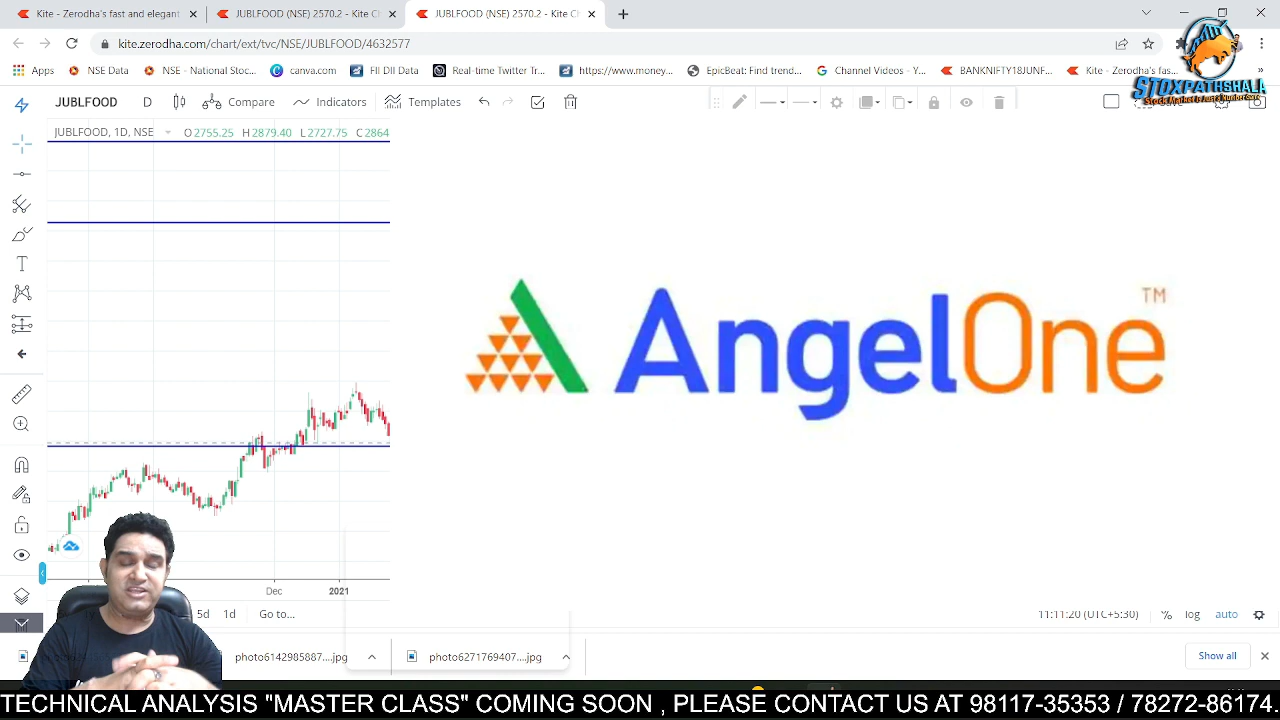 Kite - Zerodha's fast and elegant
JUBLFOOD (NSE) 2570.2 - Kite Ch
JUBLFOOD (NSE) 2570.2 - Kite Ch
kite.zerodha.com/chart/ext/tvc/NSE/JUBLFOOD/4632577
Apps
NSE Data
NSE – National Stoc...
canva.com
FII DII Data
Real-time Twitter Tr...
https://www.money...
EpicBeat: Find the...
Channel Videos - Y...
BANKNIFTY18JUNF...
Kite - Zerodha's fas...
STOXPATHSHALA
JUBLFOOD
D
Compare
Indicators
Templates
JUBLFOOD, 1D, NSE
O2755.25 H2879.40 L2727.75 C2864
AngelOne
TM
Dec
2021
5d
1d
Go to...
11:11:20 (UTC+5:30)
%
log
auto
photo6142985887....jpg
photo6271769407....jpg
Show all
TECHNICAL ANALYSIS "MASTER CLASS" COMING SOON , PLEASE CONTACT US AT 98117-35353 / 78272-86174.